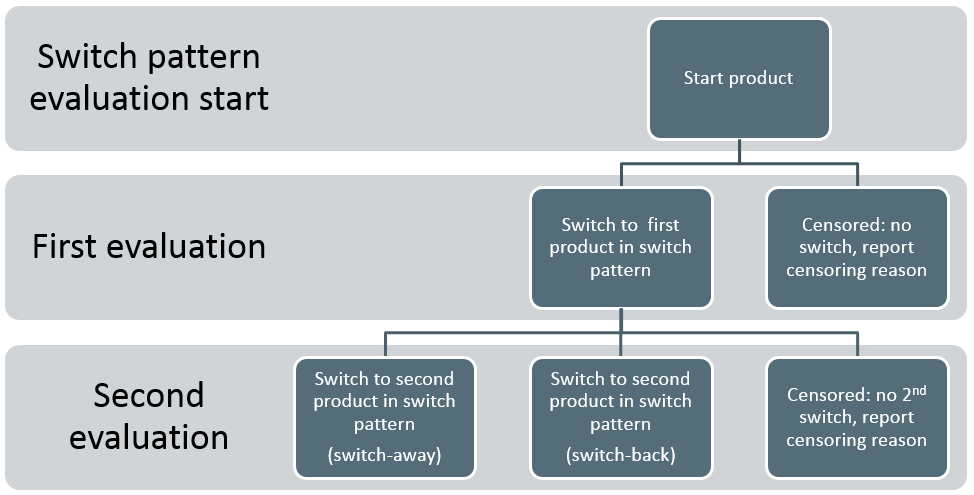 Switch pattern
evaluation start
Start product
First evaluation
Switch to first
product in switch
pattern
Censored: no
switch, report
censoring reason
Second
evaluation
Switch to second
product in switch
pattern
(switch-away)
Switch to second
product in switch
pattern
(switch-back)
Censored: no 2nd
switch, report
censoring reason